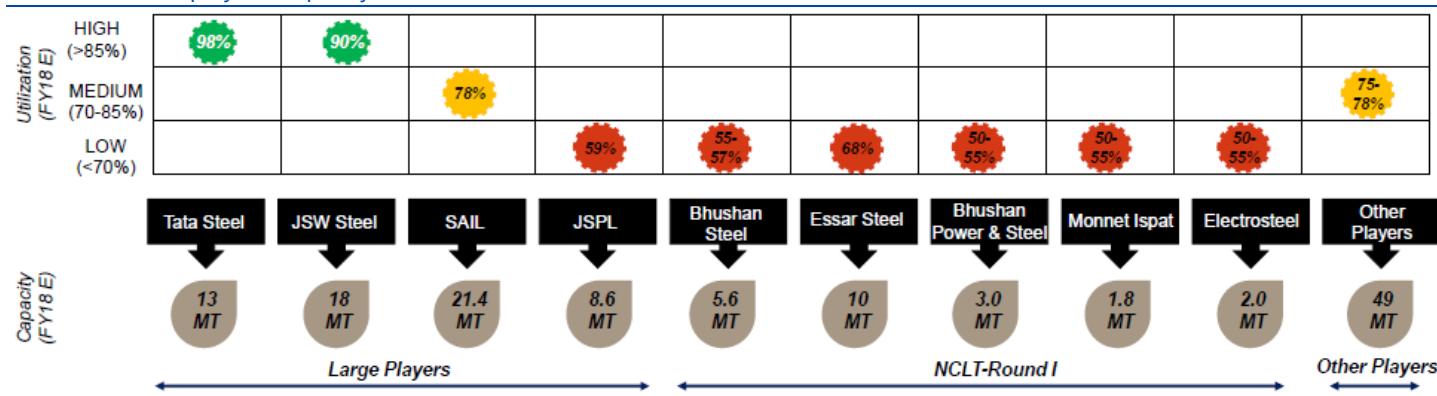 HIGH
(>85%)
98%
90%
Utilization
(FY18 E)
MEDIUM
(70-85%)
78%
75-
78%
LOW
(<70%)
59%
55-
57%
68%
50-
55%
50-
55%
50-
55%
Tata Steel
JSW Steel
SAIL
JSPL
Bhushan
Steel
Essar Steel
Bhushan
Power & Steel
Monnet Ispat
Electrosteel
Other
Players
Capacity
(FY18 E)
13
MT
18
MT
21.4
MT
8.6
MT
5.6
MT
10
MT
3.0
MT
1.8
MT
2.0
MT
49
MT
Large Players
NCLT-Round I
Other Players